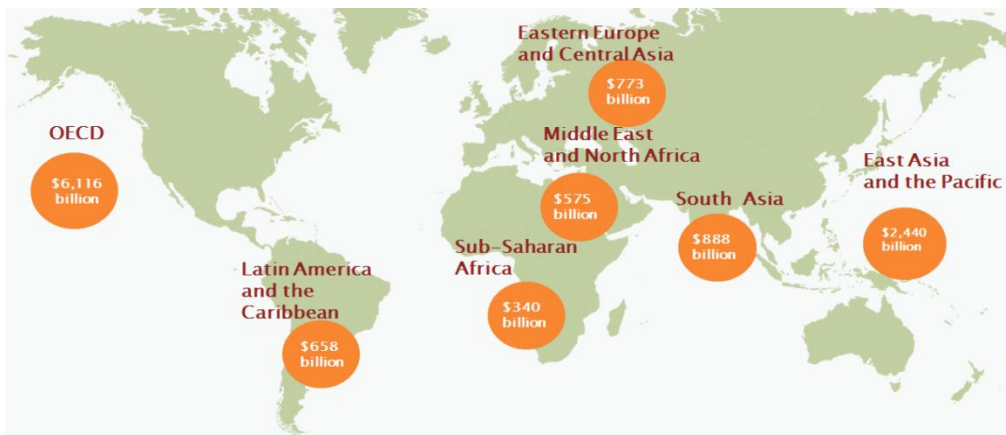 Eastern Europe
and Central Asia
$773
billion
OECD
$6,116
billion
Middle East
and North Africa
$575
billion
East Asia
and the Pacific
$2,440
billion
South Asia
$888
billion
Sub-Saharan
Africa
$340
billion
Latin America
and the
Caribbean
$658
billion